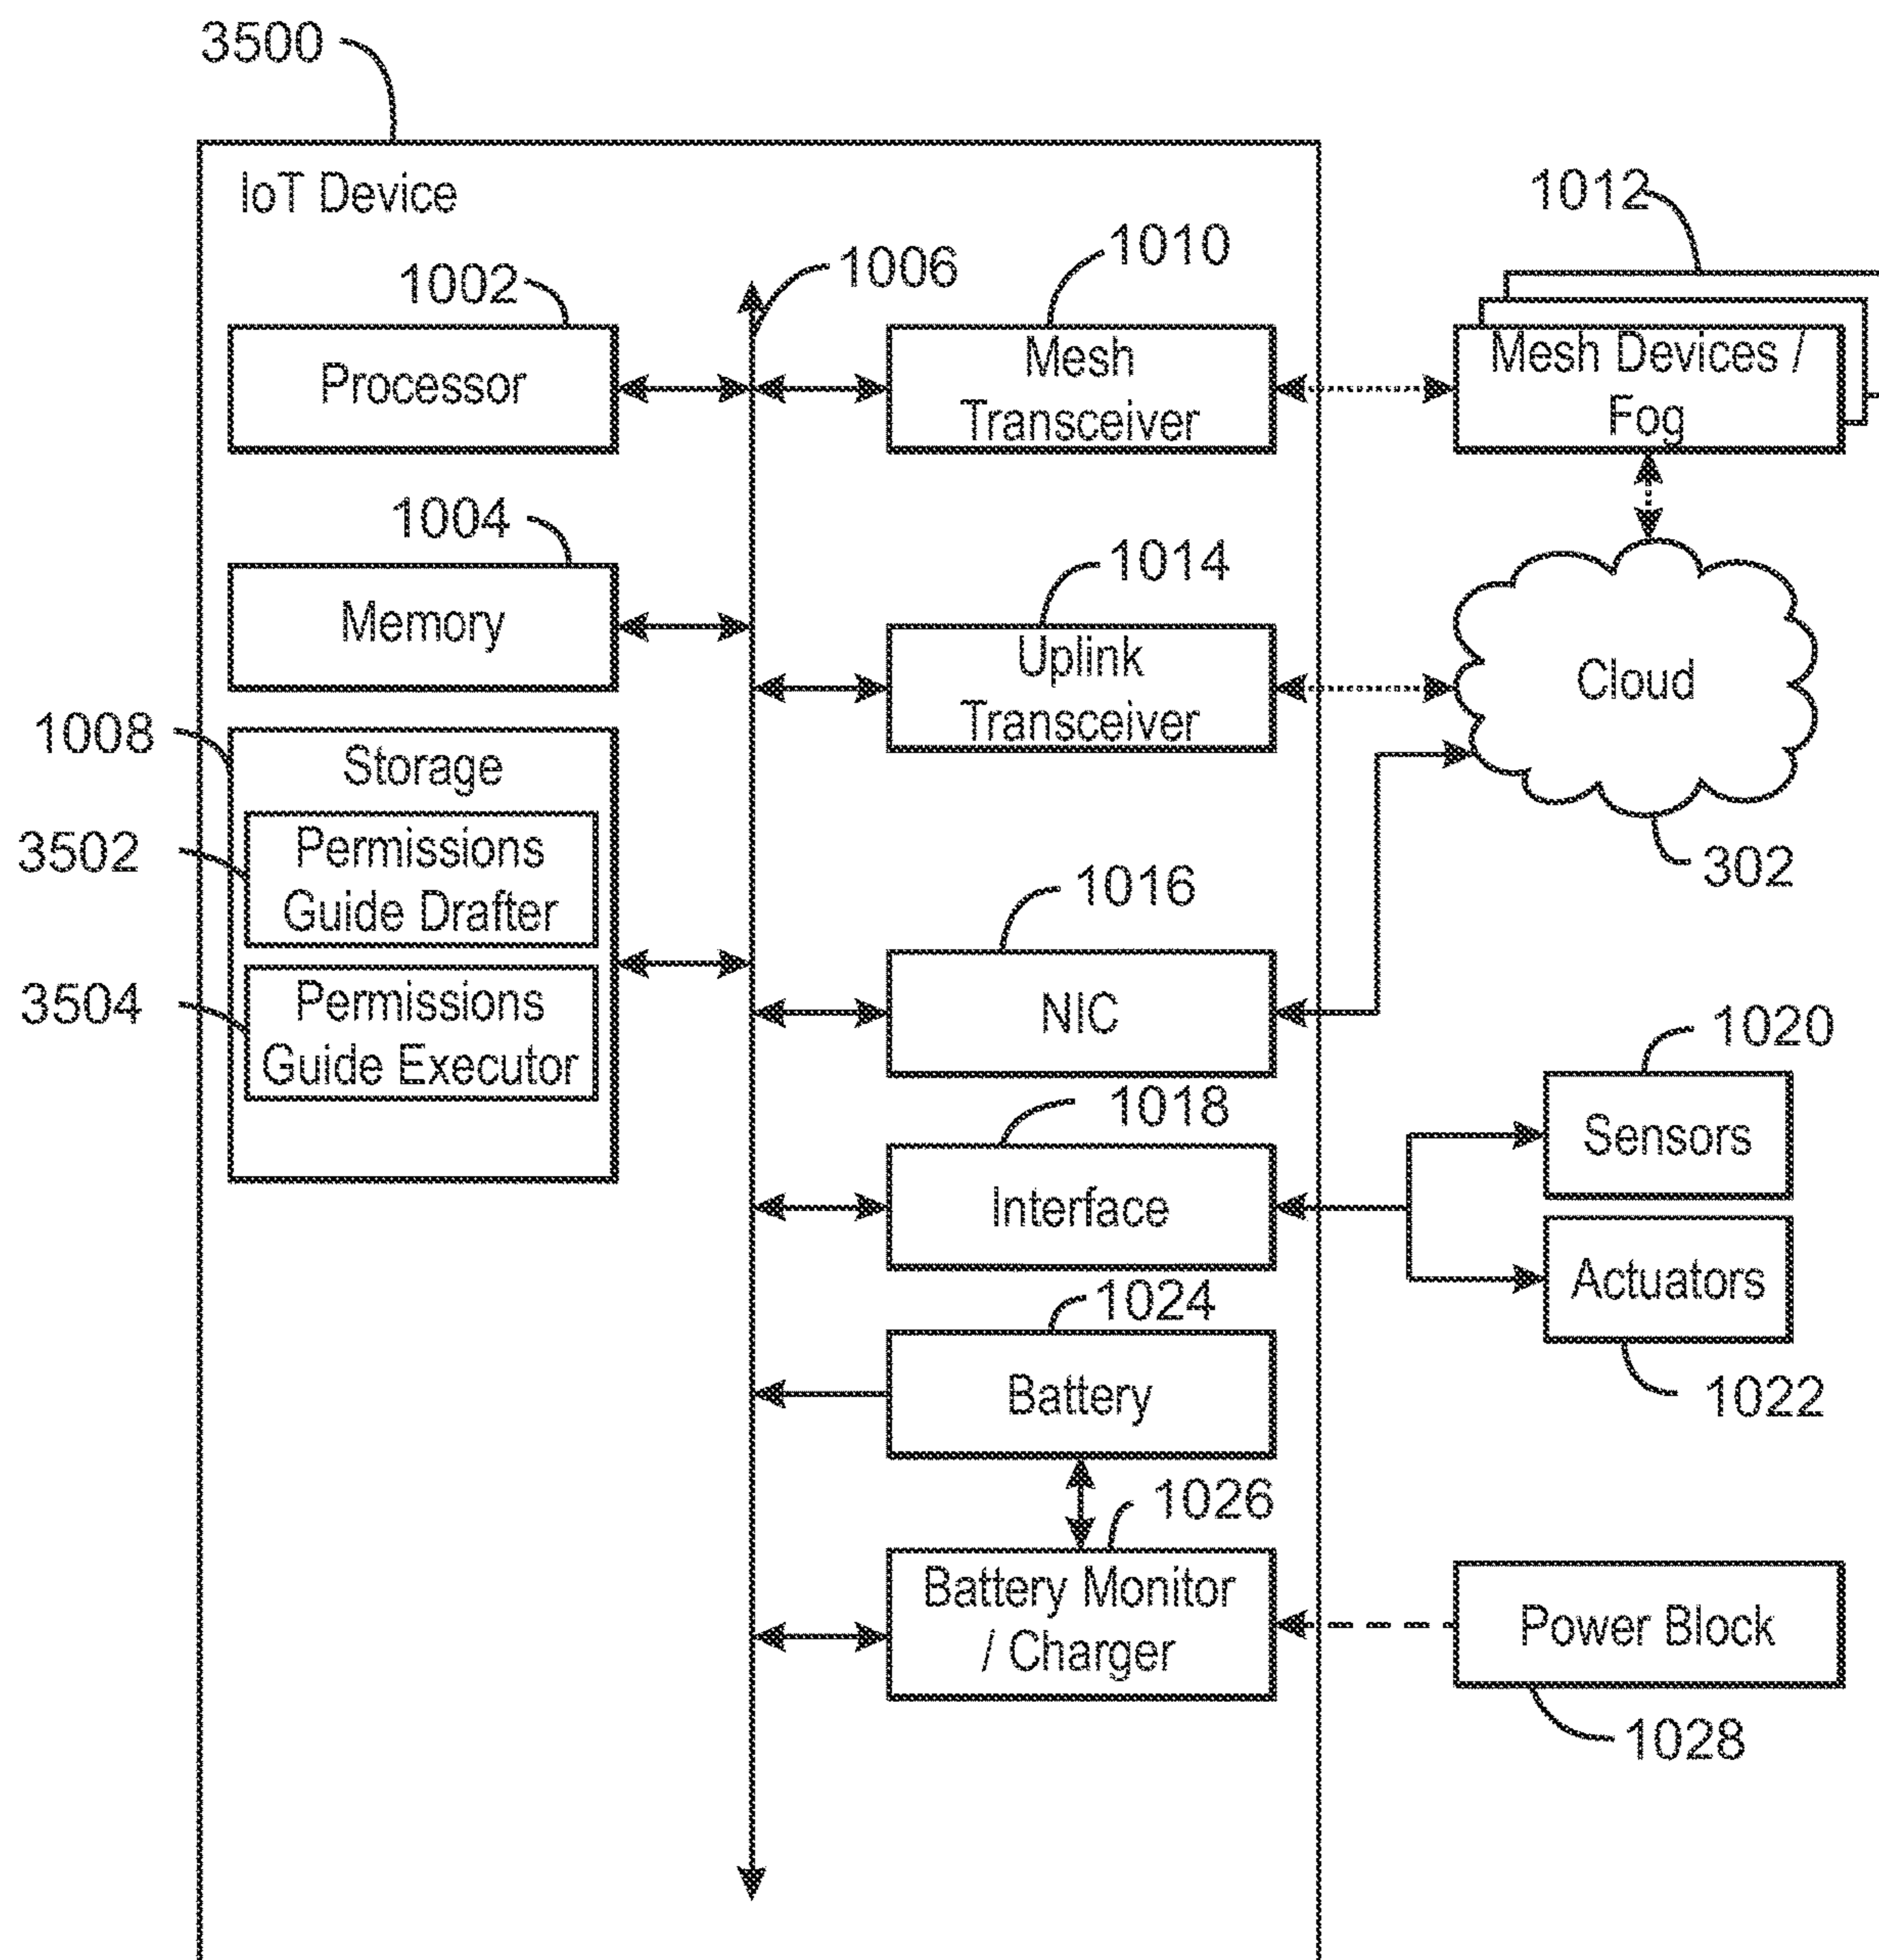 3500
IoT Device
1012
1010
1006
1002
Processor
Mesh
Transceiver
Mesh Devices /
Fog
1004
Memory
1014
Uplink
Transceiver
Cloud
302
1008
Storage
3502
Permissions
Guide Drafter
3504
Permissions
Guide Executor
1016
NIC
1018
Interface
1020
Sensors
Actuators
1022
1024
Battery
1026
Battery Monitor
/ Charger
Power Block
1028